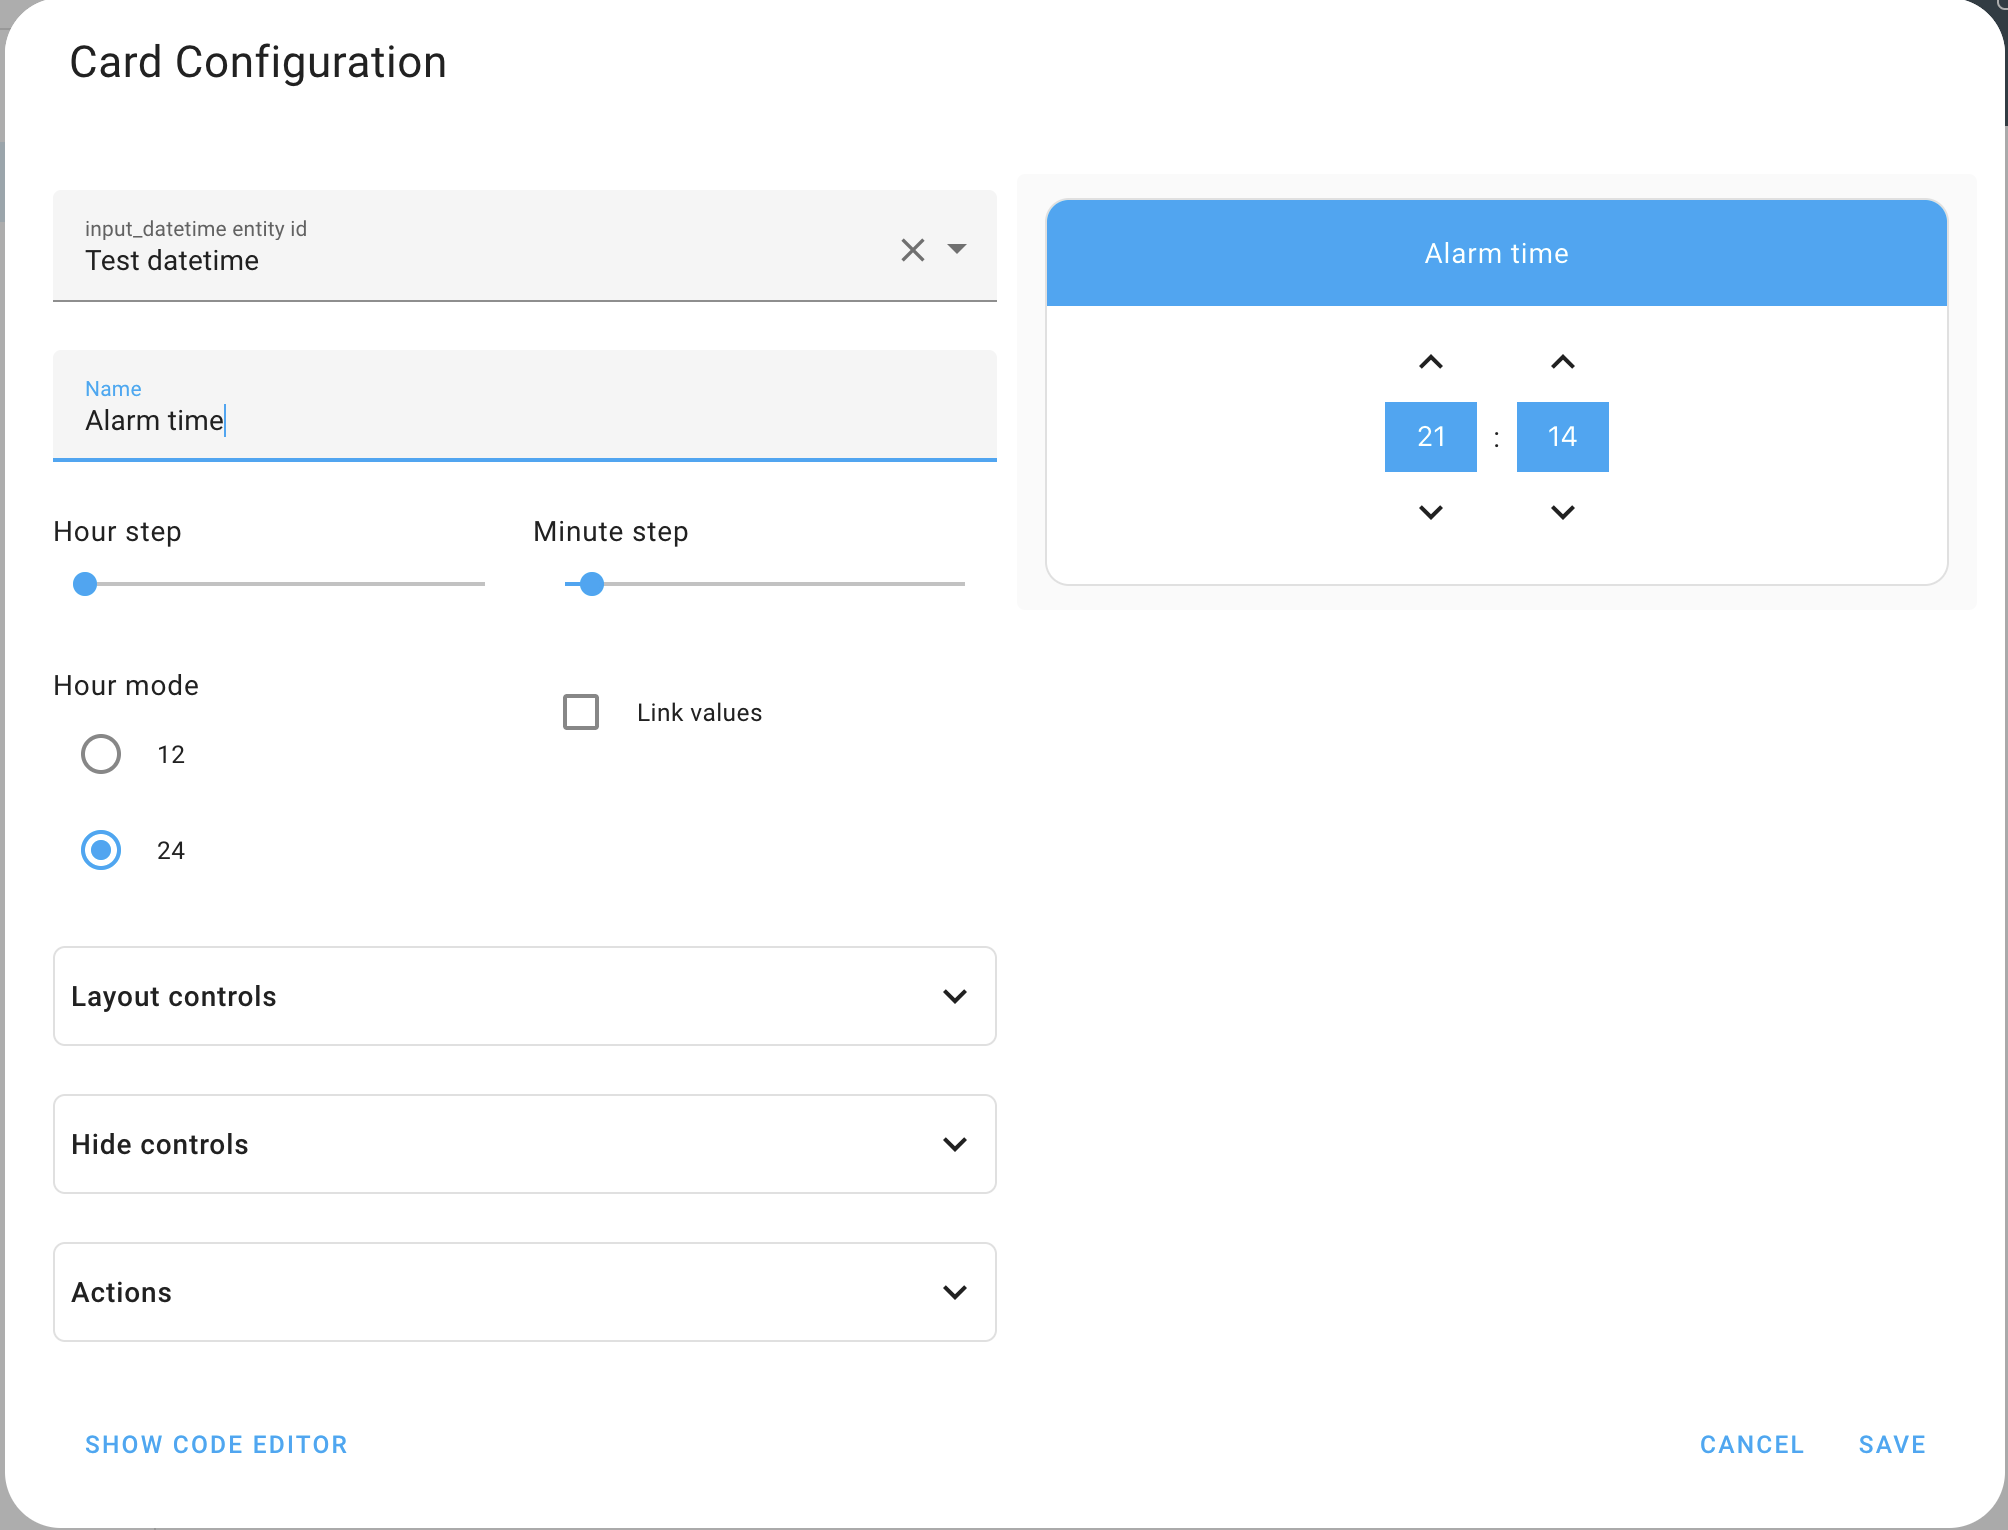 Card Configuration
input_datetime entity id
Test datetime
Name
Alarm time
Hour step
Minute step
Hour mode
12
24
Link values
Layout controls
Hide controls
Actions
Alarm time
21 : 14
SHOW CODE EDITOR
CANCEL
SAVE